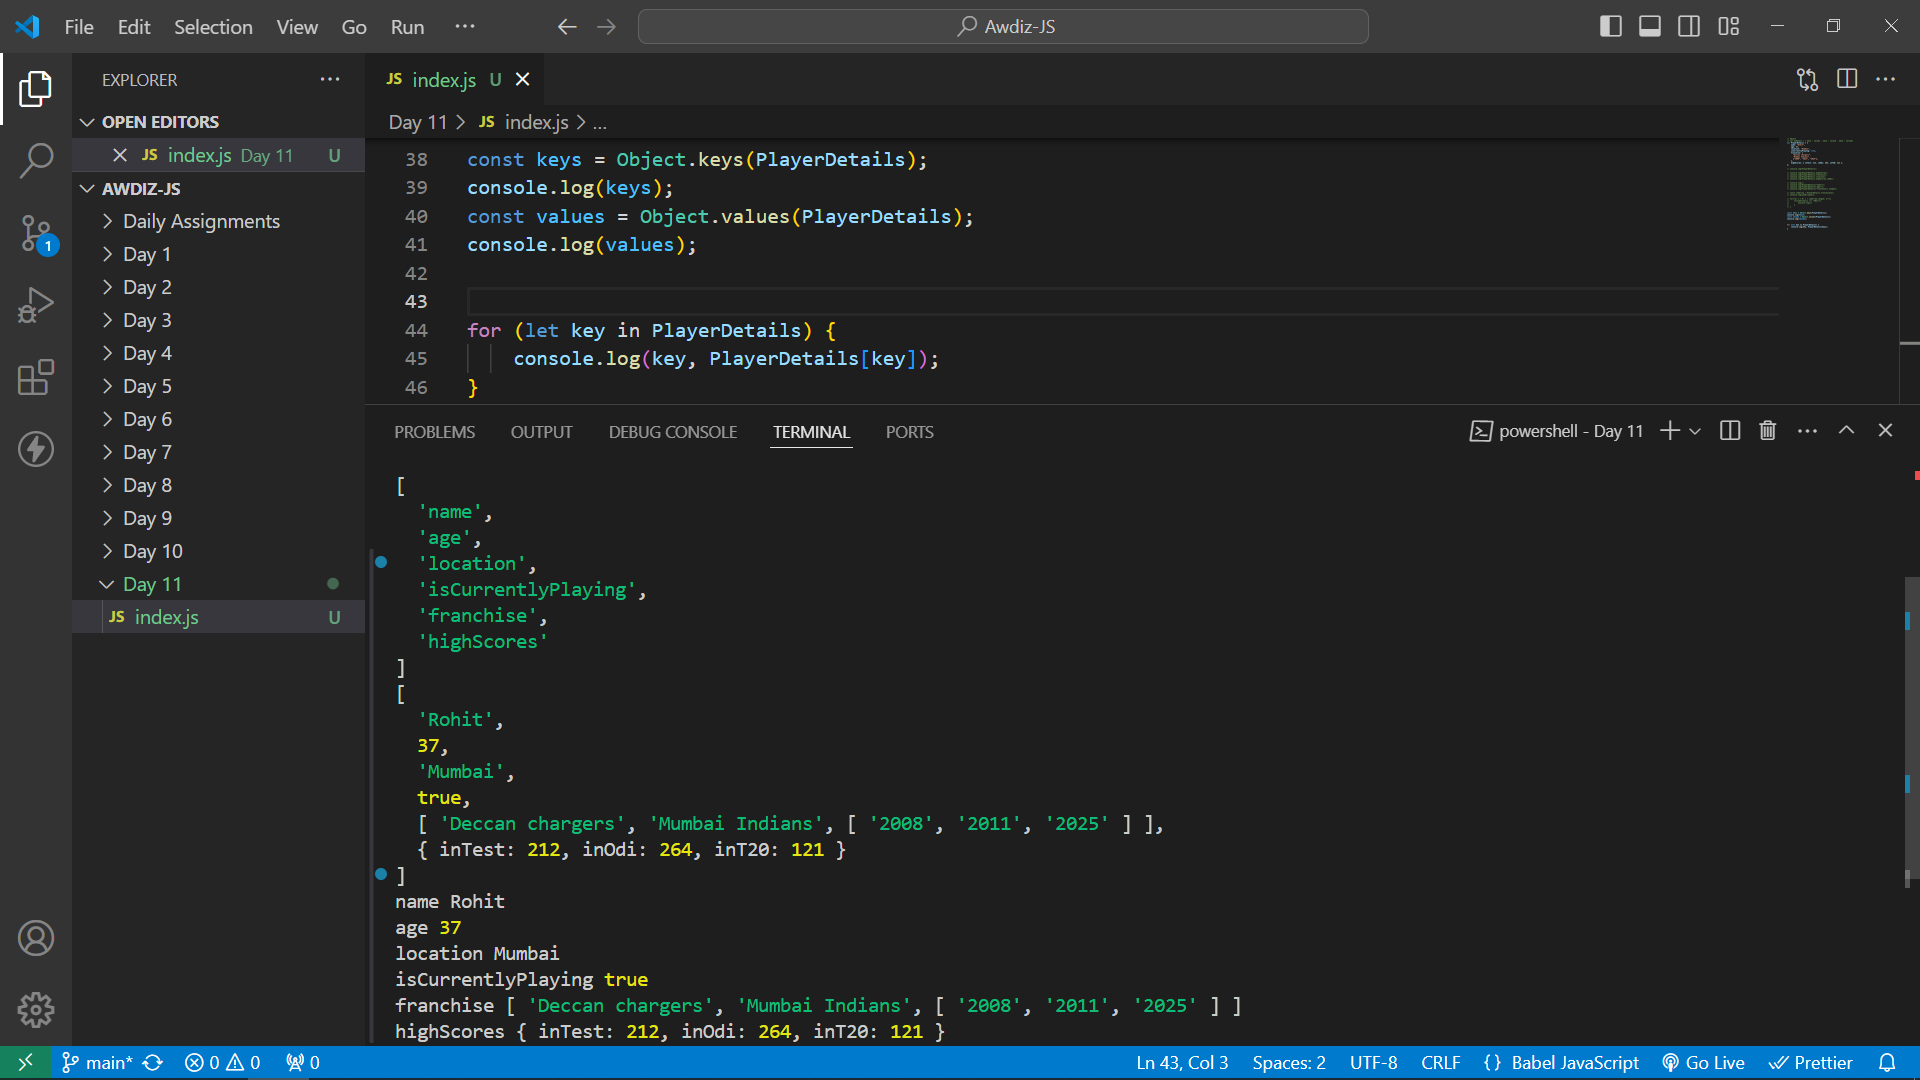 File Edit Selection View Go Run ··· Awdiz-JS
EXPLORER ···
OPEN EDITORS
JS index.js Day 11 U
AWDIZ-JS
Daily Assignments
Day 1
Day 2
Day 3
Day 4
Day 5
Day 6
Day 7
Day 8
Day 9
Day 10
Day 11
JS index.js U
1
JS index.js U
Day 11 > JS index.js > ...
38 const keys = Object.keys(PlayerDetails);
39 console.log(keys);
40 const values = Object.values(PlayerDetails);
41 console.log(values);
42
43
44 for (let key in PlayerDetails) {
45 console.log(key, PlayerDetails[key]);
46 }
PROBLEMS OUTPUT DEBUG CONSOLE TERMINAL PORTS powershell - Day 11
[
'name',
'age',
'location',
'isCurrentlyPlaying',
'franchise',
'highScores'
]
[
'Rohit',
37,
'Mumbai',
true,
[ 'Deccan chargers', 'Mumbai Indians', [ '2008', '2011', '2025' ] ],
{ inTest: 212, inOdi: 264, inT20: 121 }
]
name Rohit
age 37
location Mumbai
isCurrentlyPlaying true
franchise [ 'Deccan chargers', 'Mumbai Indians', [ '2008', '2011', '2025' ] ]
highScores { inTest: 212, inOdi: 264, inT20: 121 }
main* 0 0 0 Ln 43, Col 3 Spaces: 2 UTF-8 CRLF {} Babel JavaScript Go Live Prettier